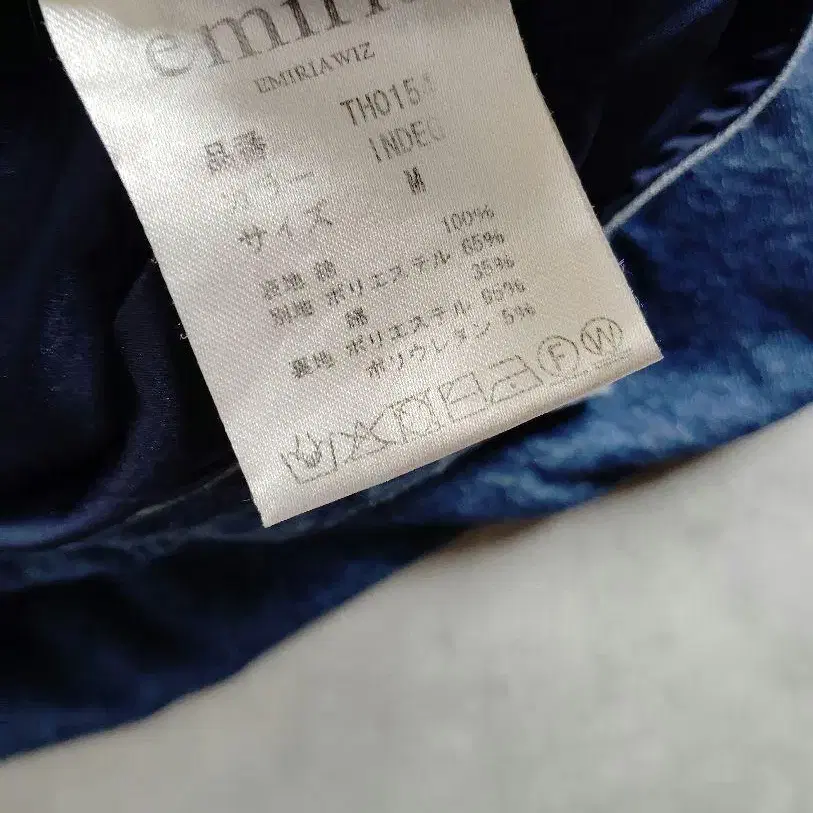 emiria
EMIRIAWIZ
品番 TH0151
カラー INDEG
サイズ M
表地 綿 100%
別地 ポリエステル 65%
綿 35%
裏地 ポリエステル 95%
ポリウレタン 5%
F W